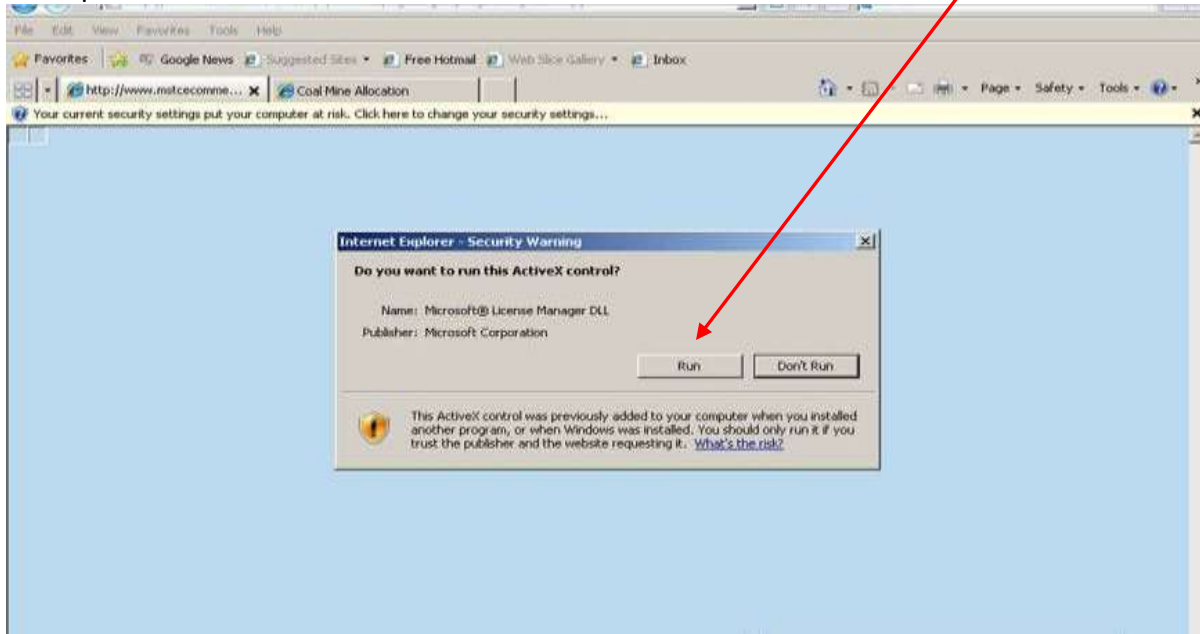 File Edit View Favorites Tools Help
Favorites Google News Suggested Sites Free Hotmail Web Slice Gallery Inbox
http://www.mstcecomme... Coal Mine Allocation Page Safety Tools
Your current security settings put your computer at risk. Click here to change your security settings...
Internet Explorer - Security Warning
Do you want to run this ActiveX control?
Name: Microsoft® License Manager DLL
Publisher: Microsoft Corporation
Run Don't Run
This ActiveX control was previously added to your computer when you installed
another program, or when Windows was installed. You should only run it if you
trust the publisher and the website requesting it. What's the risk?